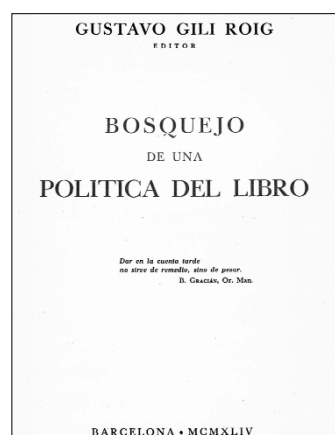 GUSTAVO GILI ROIG
EDITOR
BOSQUEJO
DE UNA
POLITICA DEL LIBRO
Dar en la cuenta tarde
no sirve de remedio, sino de pesar.
B. GRACIÁN, Or. Man.
BARCELONA • MCMXLIV